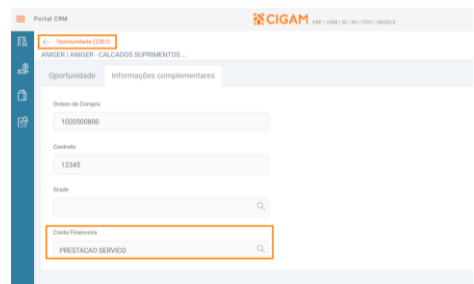 Portal CRM
CIGAM ERP | CRM | BI | RH | PDV | MOBILE
← Oportunidade (2361)
ANIGER | ANIGER - CALCADOS SUPRIMENTOS ...
Oportunidade Informações complementares
Ordem de Compra
1020500800
Contrato
12345
Grade
Conta Financeira
PRESTACAO SERVICO